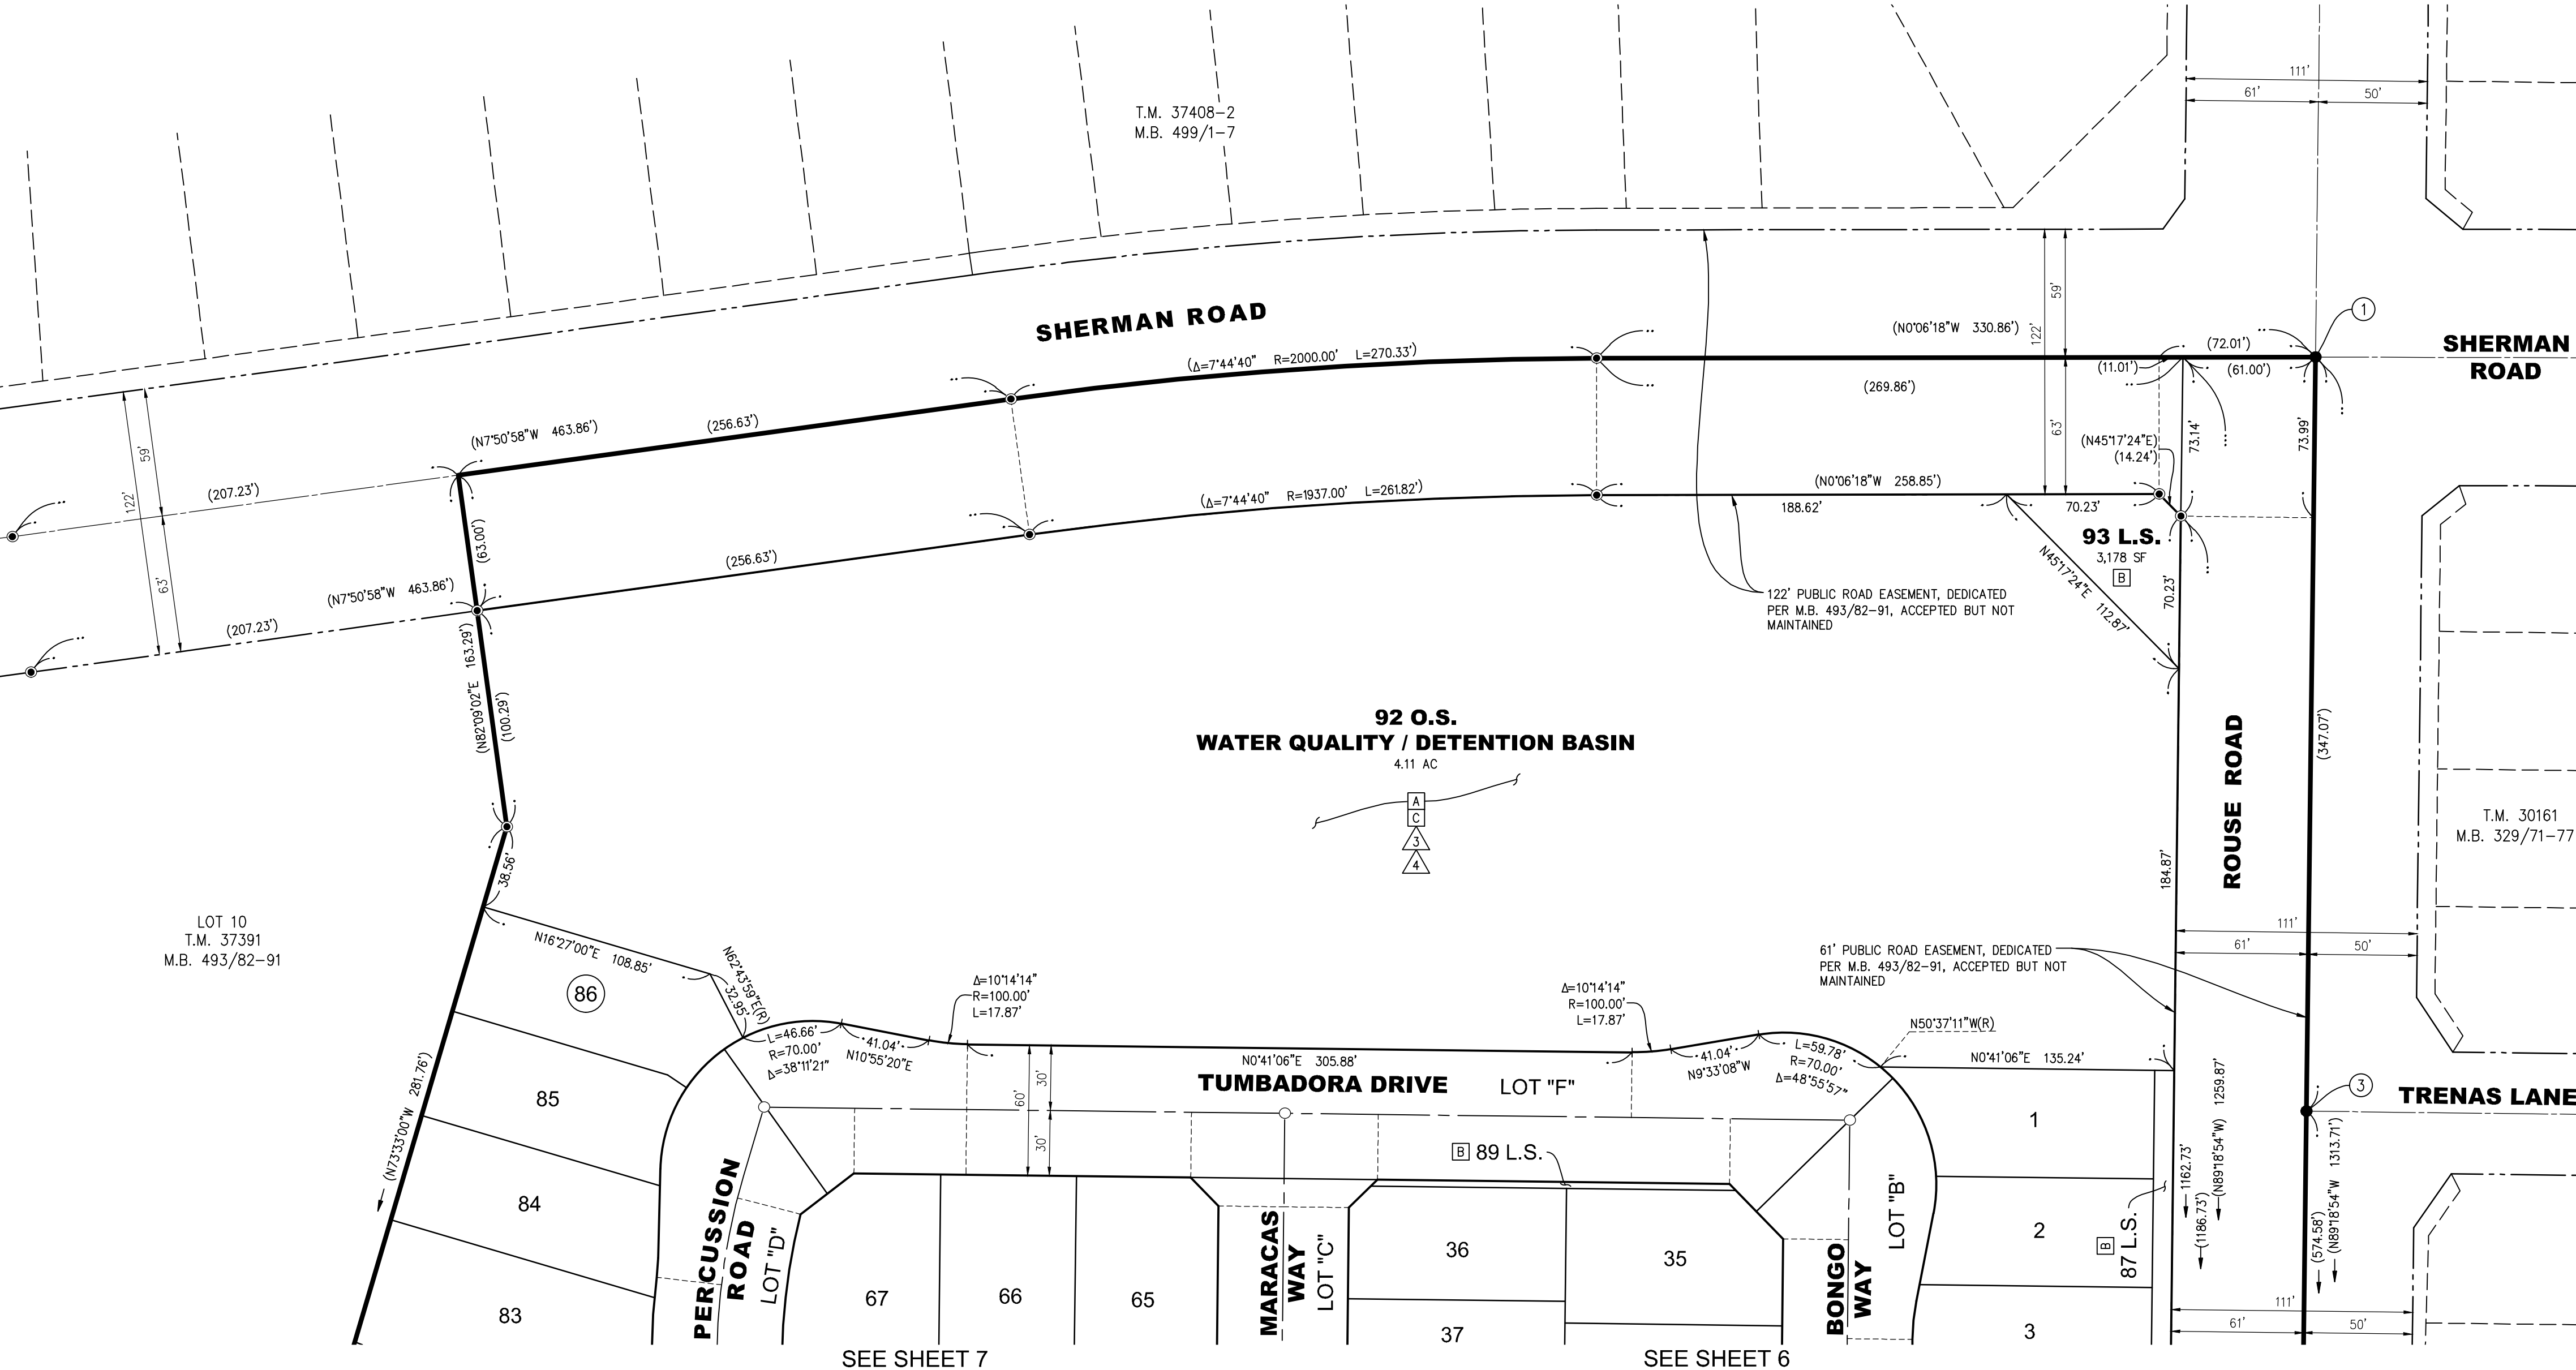 T.M. 37408-2
M.B. 499/1-7
111'
61'
50'
SHERMAN ROAD
(N0°06'18"W 330.86')
59'
122'
1
(72.01')
(11.01')
(61.00')
SHERMAN
ROAD
(Δ=7°44'40" R=2000.00' L=270.33')
(269.86')
(N7°50'58"W 463.86')
(256.63')
59'
122'
63'
(207.23')
63'
(N45°17'24"E)
(14.24')
73.14'
73.99'
(63.00')
(Δ=7°44'40" R=1937.00' L=261.82')
(N0°06'18"W 258.85')
188.62'
70.23'
93 L.S.
3,178 SF
B
(256.63')
(N7°50'58"W 463.86')
(207.23')
N45°17'24"E 112.87'
70.23'
122' PUBLIC ROAD EASEMENT, DEDICATED
PER M.B. 493/82-91, ACCEPTED BUT NOT
MAINTAINED
(N82°09'02"E 163.29')
(100.29')
92 O.S.
WATER QUALITY / DETENTION BASIN
4.11 AC
A
C
3
4
ROUSE ROAD
(347.07')
184.87'
T.M. 30161
M.B. 329/71-77
38.56'
LOT 10
T.M. 37391
M.B. 493/82-91
111'
61'
50'
61' PUBLIC ROAD EASEMENT, DEDICATED
PER M.B. 493/82-91, ACCEPTED BUT NOT
MAINTAINED
N16°27'00"E 108.85'
86
N62°43'59"E(R)
32.95'
L=46.66'
R=70.00'
Δ=38°11'21"
41.04'
N10°55'20"E
Δ=10°14'14"
R=100.00'
L=17.87'
Δ=10°14'14"
R=100.00'
L=17.87'
41.04'
N9°33'08"W
L=59.78'
R=70.00'
Δ=48°55'57"
N50°37'11"W(R)
N0°41'06"E 135.24'
N0°41'06"E 305.88'
TUMBADORA DRIVE
LOT "F"
60'
30'
30'
3
TRENAS LANE
85
1
(N73°33'00"W 281.76')
B 89 L.S.
84
PERCUSSION
ROAD
LOT "D"
MARACAS
WAY
LOT "C"
BONGO
WAY
LOT "B"
2
B
87 L.S.
1162.73'
(1186.73')
(N89°18'54"W) 1259.87'
(574.58')
(N89°18'54"W 1313.71')
36
35
67
66
65
83
37
3
111'
61'
50'
SEE SHEET 7
SEE SHEET 6